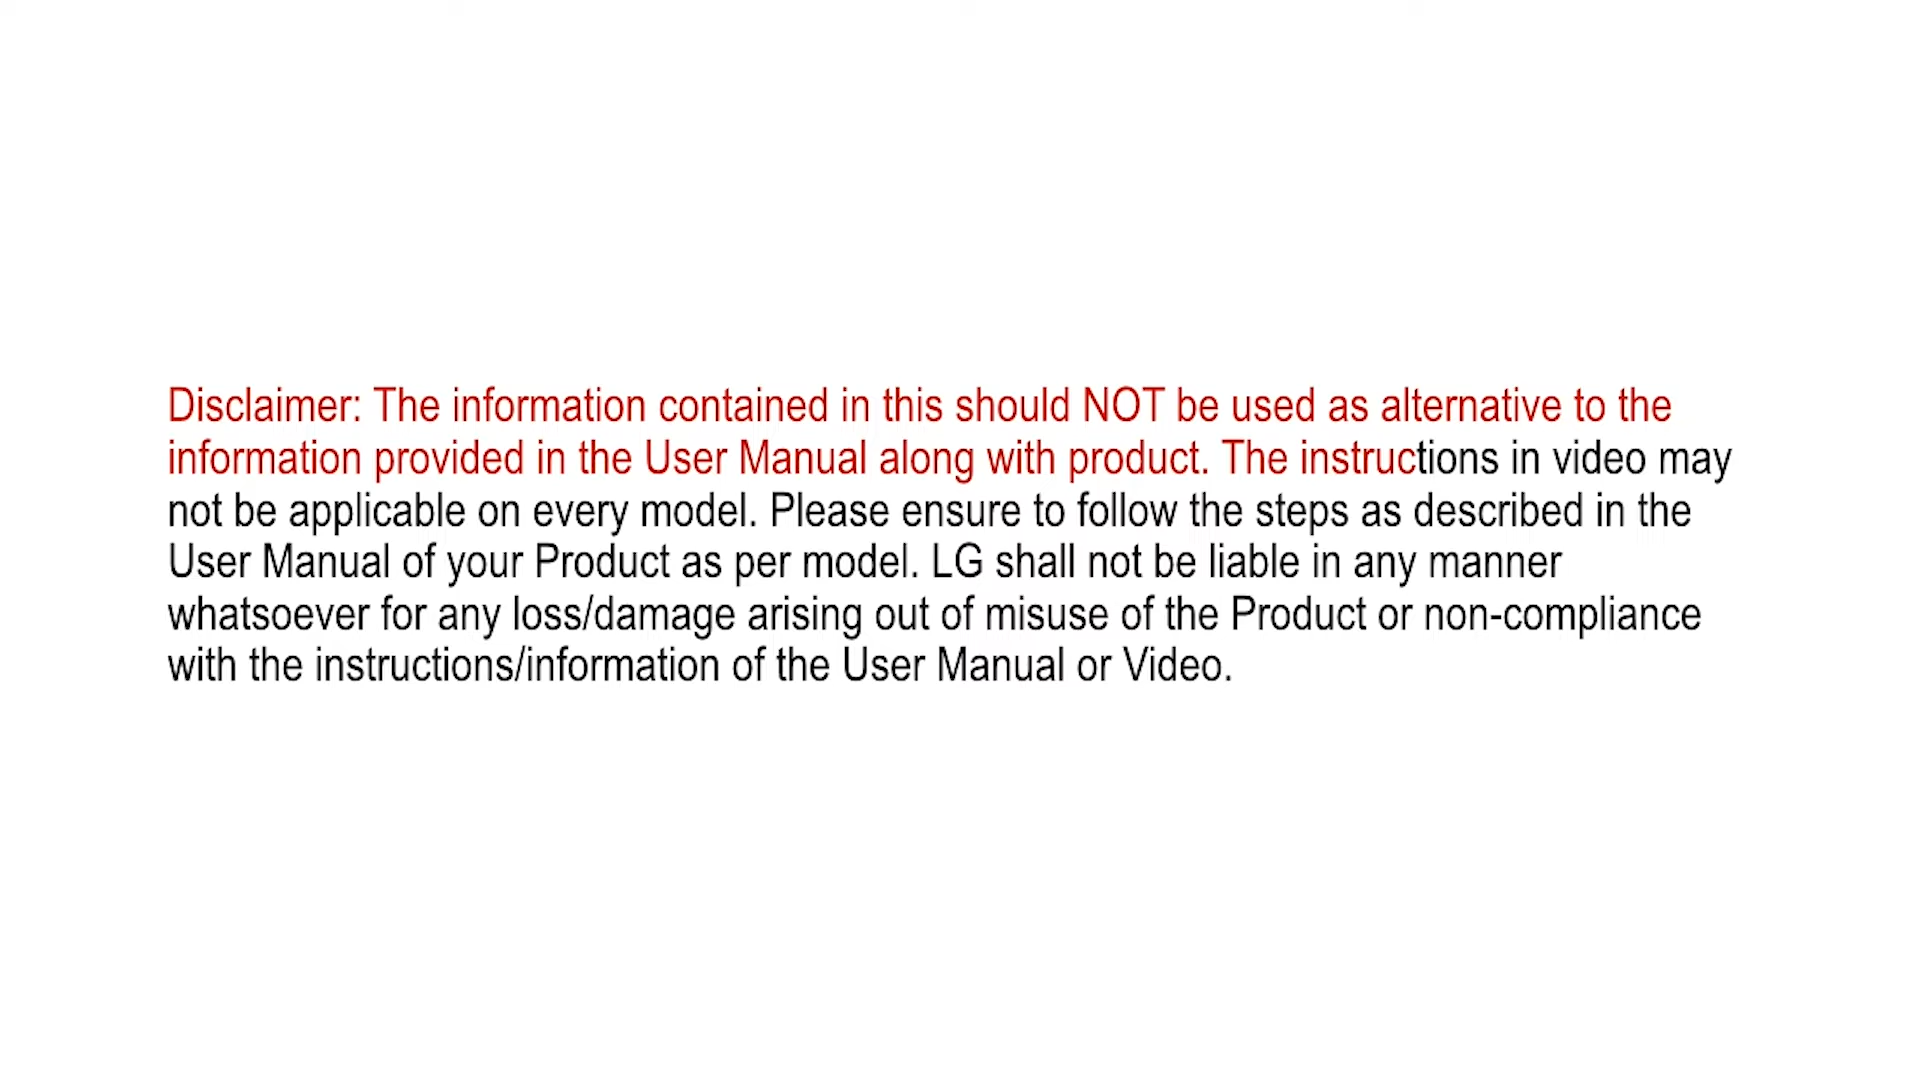 Disclaimer: The information contained in this should NOT be used as alternative to the
information provided in the User Manual along with product. The instructions in video may
not be applicable on every model. Please ensure to follow the steps as described in the
User Manual of your Product as per model. LG shall not be liable in any manner
whatsoever for any loss/damage arising out of misuse of the Product or non-compliance
with the instructions/information of the User Manual or Video.